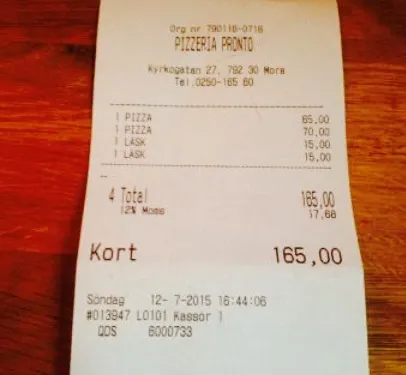 Org nr 790116-0716
PIZZERIA PRONTO
Kyrkogatan 27, 792 30 Mora
Tel.0250-165 60
1 PIZZA 65,00
1 PIZZA 70,00
1 LÄSK 15,00
1 LÄSK 15,00
4 Total 165,00
12% Moms 17,68
Kort 165,00
Söndag 12- 7-2015 16:44:06
#013947 L0101 Kassör 1
QDS 6000733